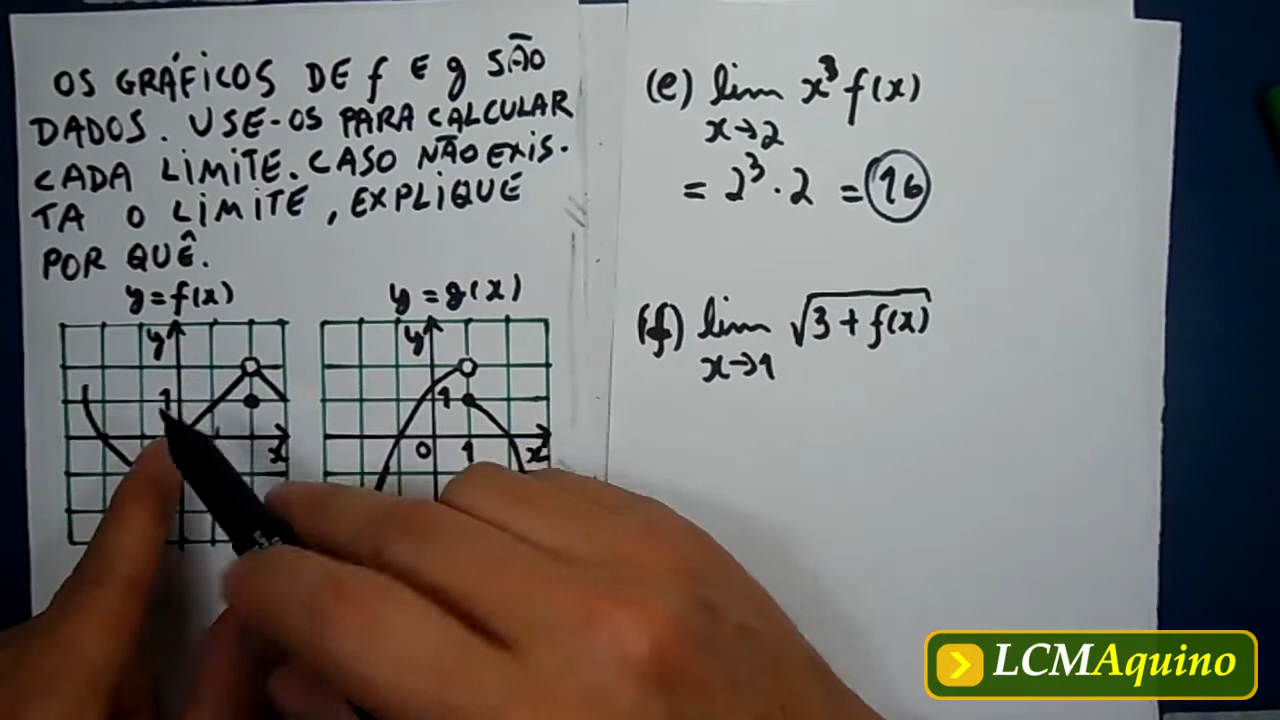 OS GRÁFICOS DE f E g SÃO
DADOS. USE-OS PARA CALCULAR
CADA LIMITE. CASO NÃO EXIS-
TA O LIMITE, EXPLIQUE
POR QUÊ.
y = f(x)
y
1
x
y = g(x)
y
1
0 1 x
(e) lim x³ f(x)
x→2
= 2³ · 2 = 16
(f) lim √3 + f(x)
x→1
LCMAquino